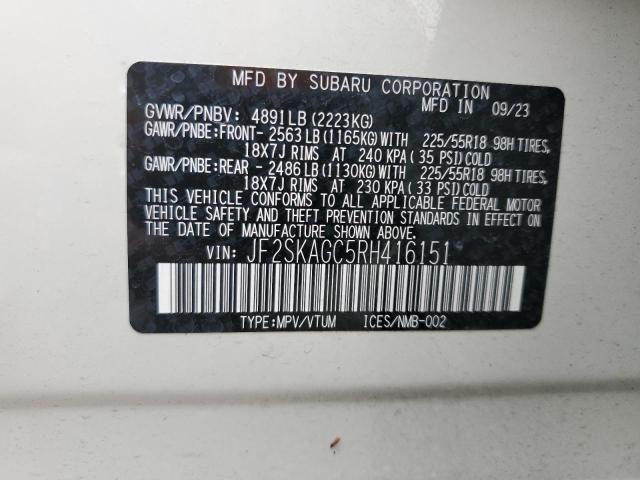 MFD BY SUBARU CORPORATION
MFD IN 09/23
GVWR/PNBV: 4891LB (2223KG)
GAWR/PNBE:FRONT- 2563LB(1165KG)WITH 225/55R18 98H TIRES,
18X7J RIMS AT 240 KPA(35 PSI)COLD
GAWR/PNBE:REAR - 2486LB(1130KG)WITH 225/55R18 98H TIRES,
18X7J RIMS AT 230 KPA(33 PSI)COLD
THIS VEHICLE CONFORMS TO ALL APPLICABLE FEDERAL MOTOR
VEHICLE SAFETY AND THEFT PREVENTION STANDARDS IN EFFECT ON
THE DATE OF MANUFACTURE SHOWN ABOVE.
VIN: JF2SKAGC5RH416151
TYPE:MPV/VTUM ICES/NMB-002